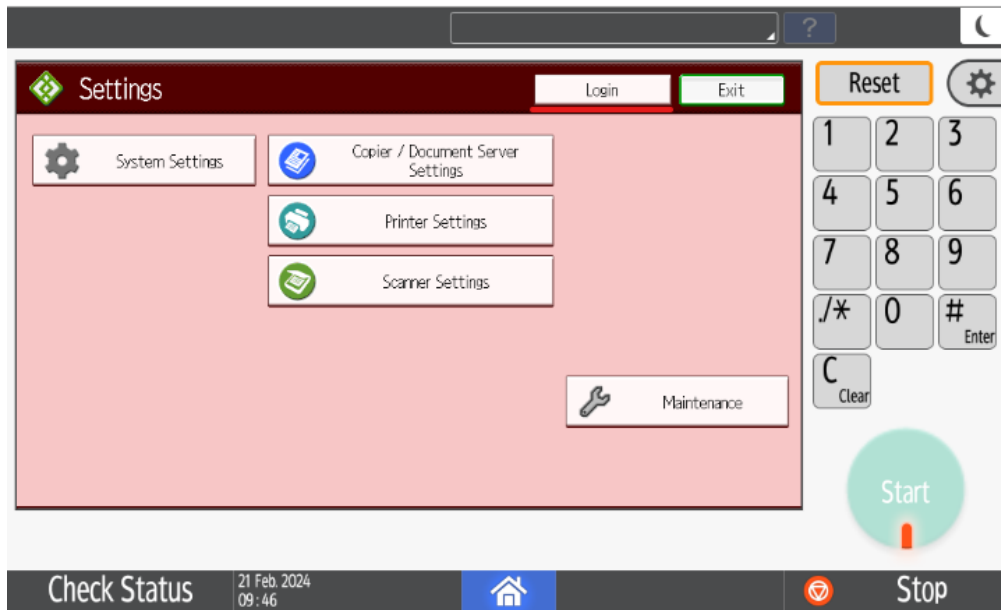 ?
Settings
Login
Exit
Reset
System Settings
Copier / Document Server
Settings
Printer Settings
Scanner Settings
Maintenance
1 2 3
4 5 6
7 8 9
./* 0 #
Enter
C
Clear
Start
Check Status
21 Feb. 2024
09:46
Stop